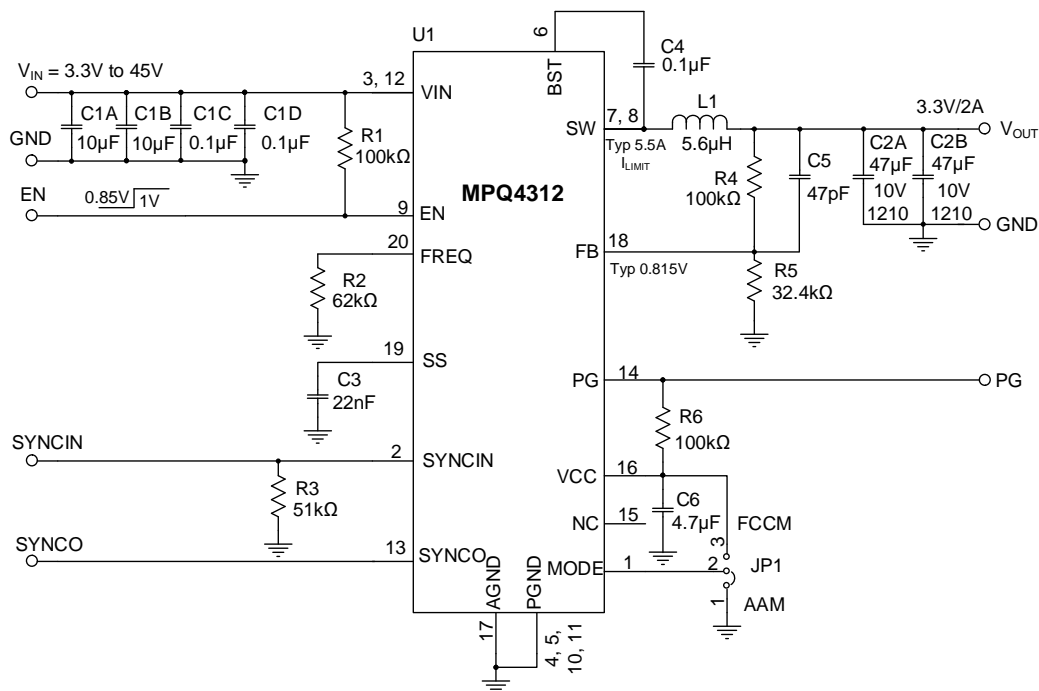 U1
MPQ4312
V_IN = 3.3V to 45V
3, 12
VIN
C1A
10µF
C1B
10µF
C1C
0.1µF
C1D
0.1µF
GND
R1
100kΩ
EN
0.85V
1V
9
EN
20
FREQ
R2
62kΩ
19
SS
C3
22nF
SYNCIN
2
SYNCIN
R3
51kΩ
SYNCO
13
SYNCO
AGND
PGND
17
4, 5,
10, 11
6
BST
C4
0.1µF
SW
7, 8
Typ 5.5A
I_LIMIT
L1
5.6µH
3.3V/2A
V_OUT
R4
100kΩ
C5
47pF
C2A
47µF
10V
1210
C2B
47µF
10V
1210
GND
FB
18
Typ 0.815V
R5
32.4kΩ
PG
14
PG
R6
100kΩ
VCC
16
C6
4.7µF
NC
15
FCCM
3
MODE
1
2
JP1
1
AAM